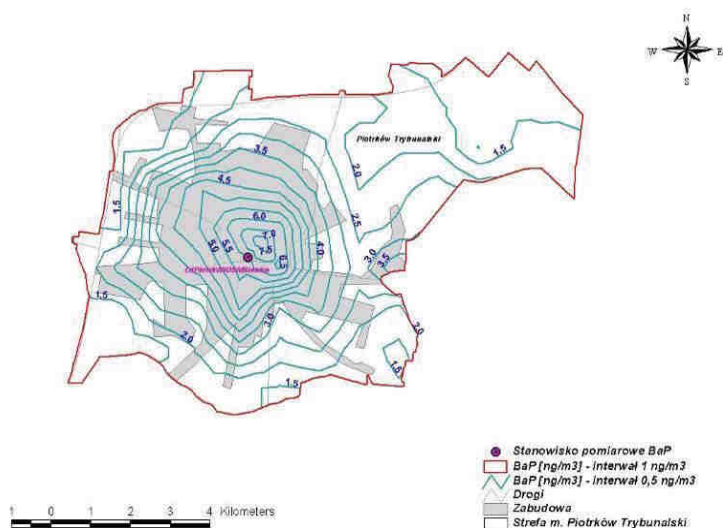 N
W E
S
Piotrków Trybunalski
1.5
3.5
2.0
4.5
1.5
6.0
2.5
7.0
5.0
5.5
7.5
4.0
6.5
3.0
3.5
1.5
2.0
3.0
2.0
1.5
1.5
Stanowisko pomiarowe BaP
BaP [ng/m3] - interwał 1 ng/m3
BaP [ng/m3] - interwał 0,5 ng/m3
Drogi
Zabudowa
Strefa m. Piotrków Trybunalski
1 0 1 2 3 4 Kilometers